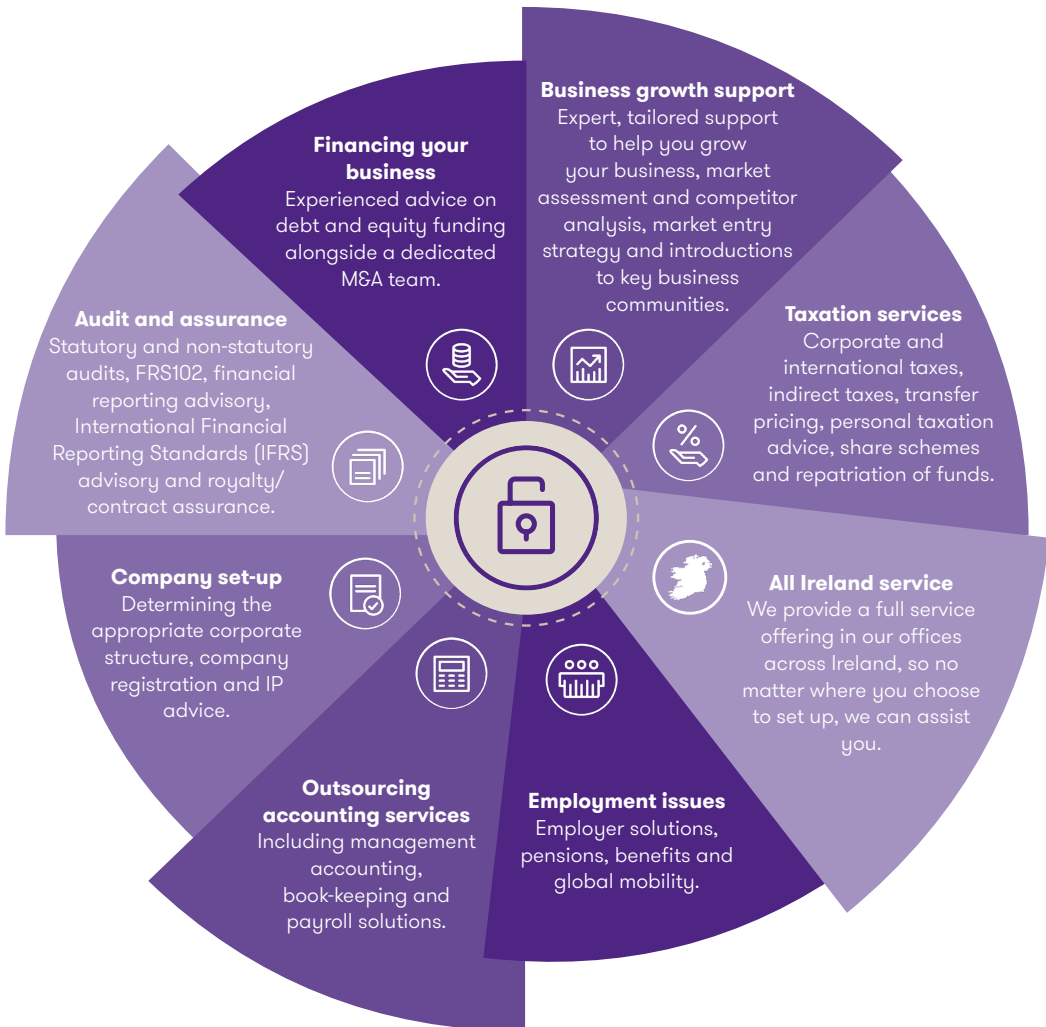 Business growth support
Expert, tailored support
to help you grow
your business, market
assessment and competitor
analysis, market entry
strategy and introductions
to key business
communities.
Taxation services
Corporate and
international taxes,
indirect taxes, transfer
pricing, personal taxation
advice, share schemes
and repatriation of funds.
All Ireland service
We provide a full service
offering in our offices
across Ireland, so no
matter where you choose
to set up, we can assist
you.
Employment issues
Employer solutions,
pensions, benefits and
global mobility.
Outsourcing
accounting services
Including management
accounting,
book-keeping and
payroll solutions.
Company set-up
Determining the
appropriate corporate
structure, company
registration and IP
advice.
Audit and assurance
Statutory and non-statutory
audits, FRS102, financial
reporting advisory,
International Financial
Reporting Standards (IFRS)
advisory and royalty/
contract assurance.
Financing your
business
Experienced advice on
debt and equity funding
alongside a dedicated
M&A team.
%